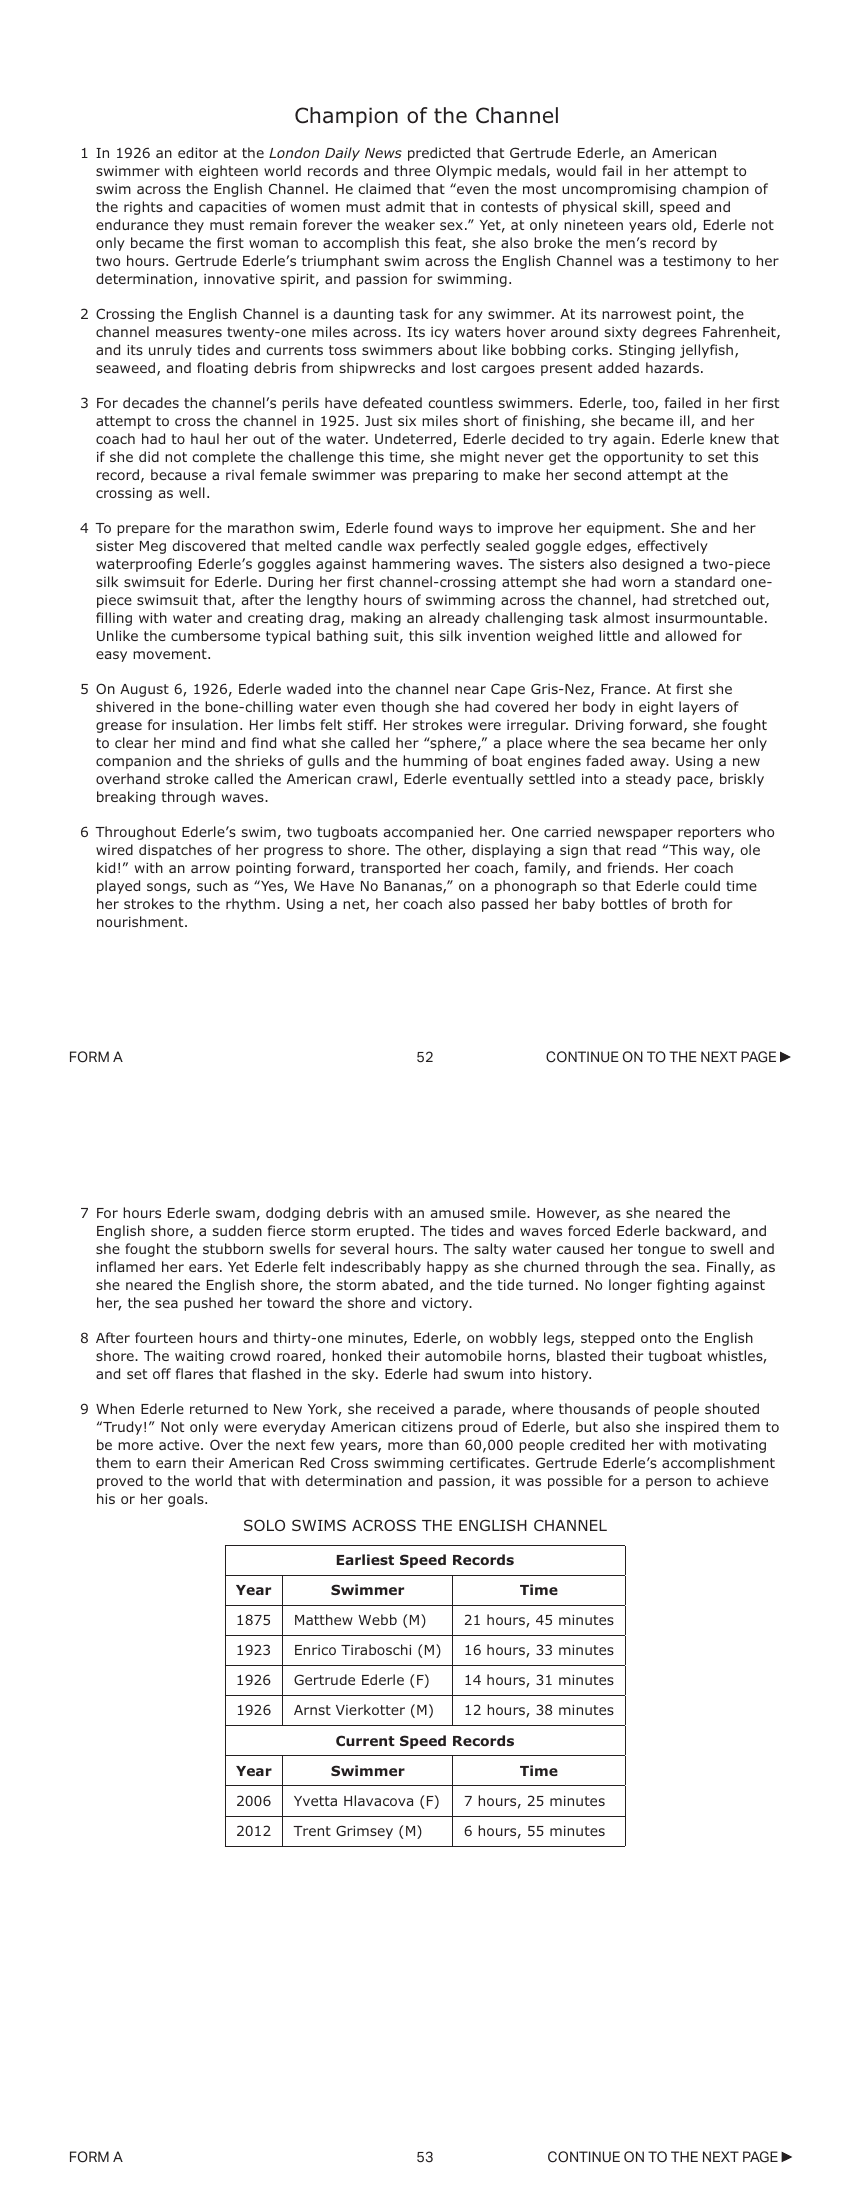 Champion of the Channel
1 In 1926 an editor at the London Daily News predicted that Gertrude Ederle, an American
swimmer with eighteen world records and three Olympic medals, would fail in her attempt to
swim across the English Channel. He claimed that “even the most uncompromising champion of
the rights and capacities of women must admit that in contests of physical skill, speed and
endurance they must remain forever the weaker sex.” Yet, at only nineteen years old, Ederle not
only became the first woman to accomplish this feat, she also broke the men’s record by
two hours. Gertrude Ederle’s triumphant swim across the English Channel was a testimony to her
determination, innovative spirit, and passion for swimming.
2 Crossing the English Channel is a daunting task for any swimmer. At its narrowest point, the
channel measures twenty-one miles across. Its icy waters hover around sixty degrees Fahrenheit,
and its unruly tides and currents toss swimmers about like bobbing corks. Stinging jellyfish,
seaweed, and floating debris from shipwrecks and lost cargoes present added hazards.
3 For decades the channel’s perils have defeated countless swimmers. Ederle, too, failed in her first
attempt to cross the channel in 1925. Just six miles short of finishing, she became ill, and her
coach had to haul her out of the water. Undeterred, Ederle decided to try again. Ederle knew that
if she did not complete the challenge this time, she might never get the opportunity to set this
record, because a rival female swimmer was preparing to make her second attempt at the
crossing as well.
4 To prepare for the marathon swim, Ederle found ways to improve her equipment. She and her
sister Meg discovered that melted candle wax perfectly sealed goggle edges, effectively
waterproofing Ederle’s goggles against hammering waves. The sisters also designed a two-piece
silk swimsuit for Ederle. During her first channel-crossing attempt she had worn a standard one-
piece swimsuit that, after the lengthy hours of swimming across the channel, had stretched out,
filling with water and creating drag, making an already challenging task almost insurmountable.
Unlike the cumbersome typical bathing suit, this silk invention weighed little and allowed for
easy movement.
5 On August 6, 1926, Ederle waded into the channel near Cape Gris-Nez, France. At first she
shivered in the bone-chilling water even though she had covered her body in eight layers of
grease for insulation. Her limbs felt stiff. Her strokes were irregular. Driving forward, she fought
to clear her mind and find what she called her “sphere,” a place where the sea became her only
companion and the shrieks of gulls and the humming of boat engines faded away. Using a new
overhand stroke called the American crawl, Ederle eventually settled into a steady pace, briskly
breaking through waves.
6 Throughout Ederle’s swim, two tugboats accompanied her. One carried newspaper reporters who
wired dispatches of her progress to shore. The other, displaying a sign that read “This way, ole
kid!” with an arrow pointing forward, transported her coach, family, and friends. Her coach
played songs, such as “Yes, We Have No Bananas,” on a phonograph so that Ederle could time
her strokes to the rhythm. Using a net, her coach also passed her baby bottles of broth for
nourishment.
FORM A 52 CONTINUE ON TO THE NEXT PAGE ►
7 For hours Ederle swam, dodging debris with an amused smile. However, as she neared the
English shore, a sudden fierce storm erupted. The tides and waves forced Ederle backward, and
she fought the stubborn swells for several hours. The salty water caused her tongue to swell and
inflamed her ears. Yet Ederle felt indescribably happy as she churned through the sea. Finally, as
she neared the English shore, the storm abated, and the tide turned. No longer fighting against
her, the sea pushed her toward the shore and victory.
8 After fourteen hours and thirty-one minutes, Ederle, on wobbly legs, stepped onto the English
shore. The waiting crowd roared, honked their automobile horns, blasted their tugboat whistles,
and set off flares that flashed in the sky. Ederle had swum into history.
9 When Ederle returned to New York, she received a parade, where thousands of people shouted
“Trudy!” Not only were everyday American citizens proud of Ederle, but also she inspired them to
be more active. Over the next few years, more than 60,000 people credited her with motivating
them to earn their American Red Cross swimming certificates. Gertrude Ederle’s accomplishment
proved to the world that with determination and passion, it was possible for a person to achieve
his or her goals.
SOLO SWIMS ACROSS THE ENGLISH CHANNEL
Earliest Speed Records
Year Swimmer Time
1875 Matthew Webb (M) 21 hours, 45 minutes
1923 Enrico Tiraboschi (M) 16 hours, 33 minutes
1926 Gertrude Ederle (F) 14 hours, 31 minutes
1926 Arnst Vierkotter (M) 12 hours, 38 minutes
Current Speed Records
Year Swimmer Time
2006 Yvetta Hlavacova (F) 7 hours, 25 minutes
2012 Trent Grimsey (M) 6 hours, 55 minutes
FORM A 53 CONTINUE ON TO THE NEXT PAGE ►